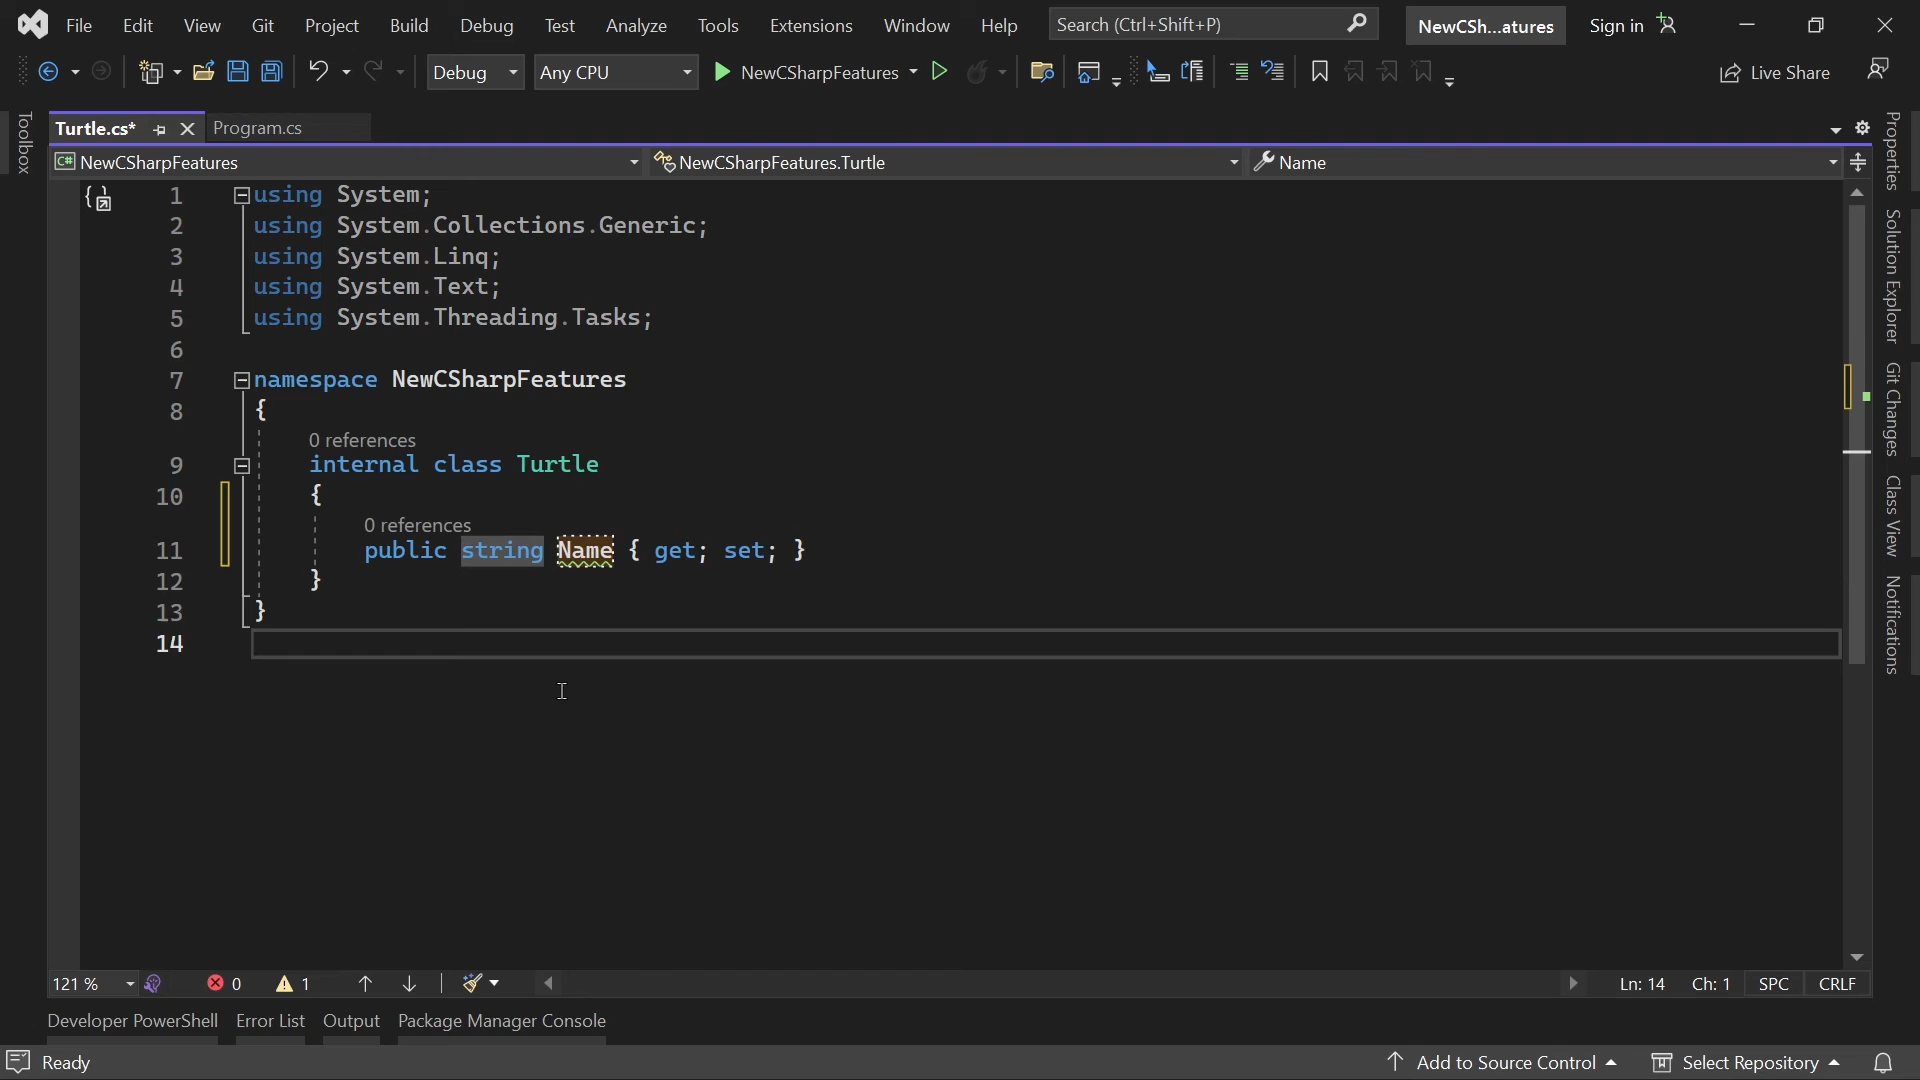 File Edit View Git Project Build Debug Test Analyze Tools Extensions Window Help Search (Ctrl+Shift+P) NewCSh...atures Sign in
Debug Any CPU NewCSharpFeatures Live Share
Toolbox
Turtle.cs* Program.cs
NewCSharpFeatures NewCSharpFeatures.Turtle Name
1 using System;
2 using System.Collections.Generic;
3 using System.Linq;
4 using System.Text;
5 using System.Threading.Tasks;
6
7 namespace NewCSharpFeatures
8 {
0 references
9 internal class Turtle
10 {
0 references
11 public string Name { get; set; }
12 }
13 }
14
Properties
Solution Explorer
Git Changes
Class View
Notifications
121 % 0 1 Ln: 14 Ch: 1 SPC CRLF
Developer PowerShell Error List Output Package Manager Console
Ready Add to Source Control Select Repository